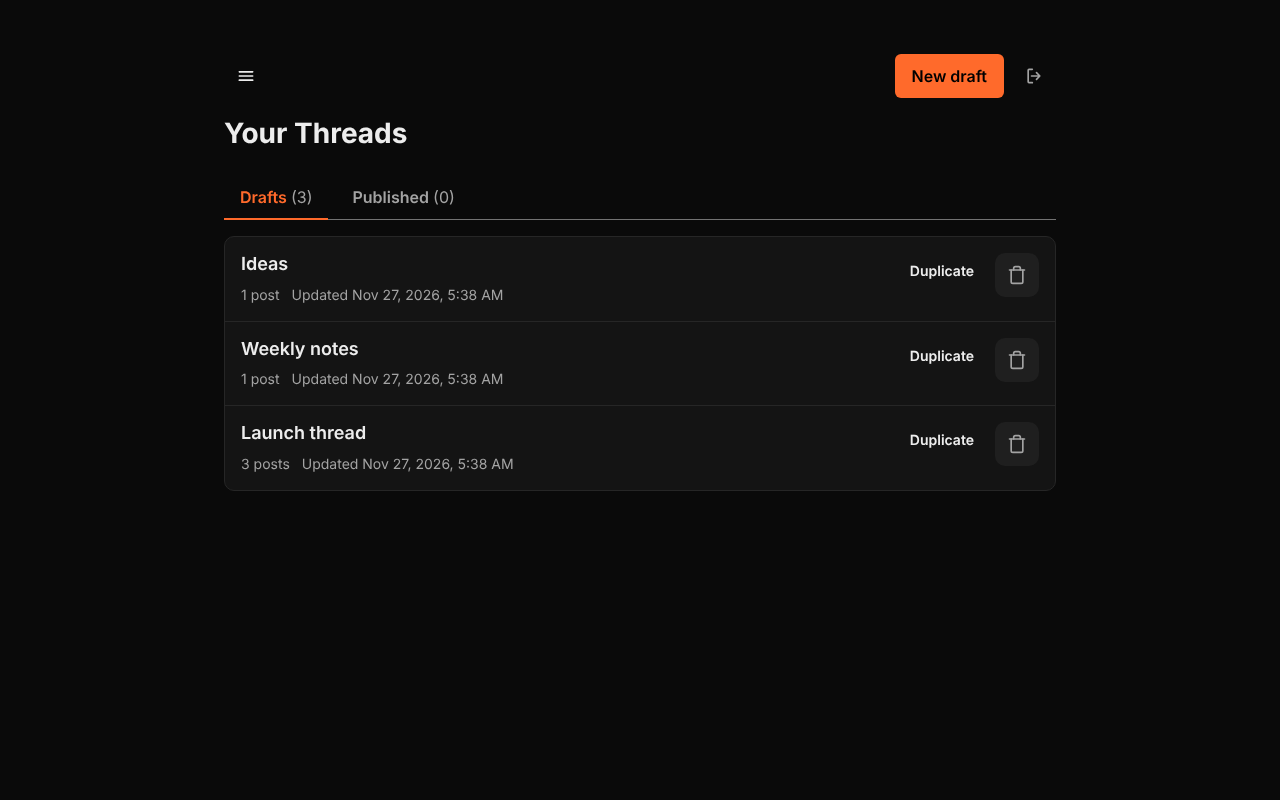 New draft
Your Threads
Drafts (3) Published (0)
Ideas
Duplicate
1 post Updated Nov 27, 2026, 5:38 AM
Weekly notes
Duplicate
1 post Updated Nov 27, 2026, 5:38 AM
Launch thread
Duplicate
3 posts Updated Nov 27, 2026, 5:38 AM